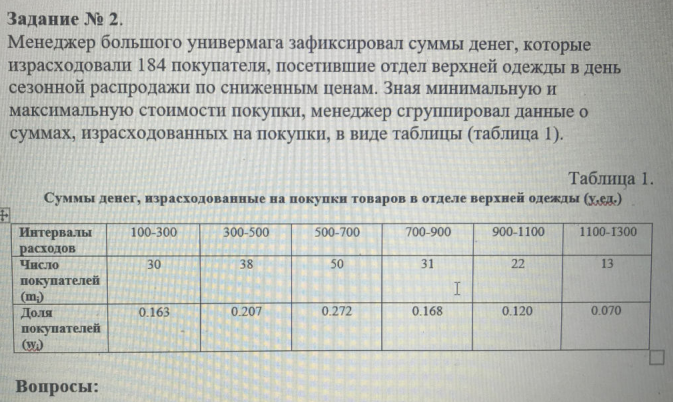 Задание № 2.
Менеджер большого универмага зафиксировал суммы денег, которые
израсходовали 184 покупателя, посетившие отдел верхней одежды в день
сезонной распродажи по сниженным ценам. Зная минимальную и
максимальную стоимости покупки, менеджер сгруппировал данные о
суммах, израсходованных на покупки, в виде таблицы (таблица 1).
Таблица 1.
Суммы денег, израсходованные на покупки товаров в отделе верхней одежды (у.ед.)
Интервалы расходов 100-300 300-500 500-700 700-900 900-1100 1100-1300
Число покупателей (mᵢ) 30 38 50 31 22 13
Доля покупателей (wᵢ) 0.163 0.207 0.272 0.168 0.120 0.070
Вопросы: